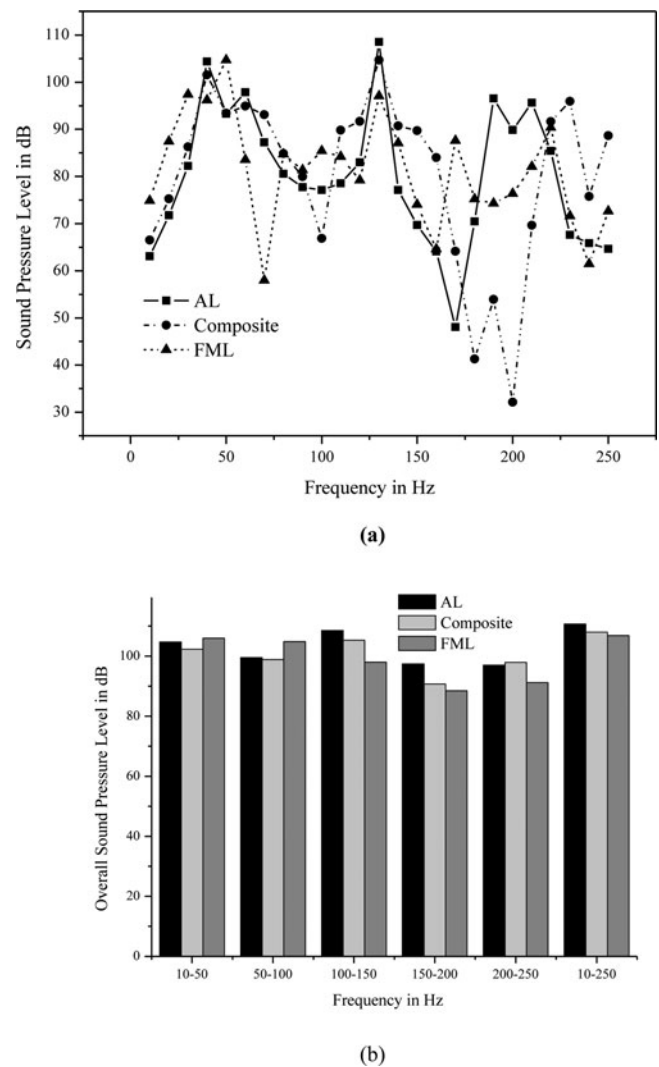 110
100
90
80
70
60
50
40
30
Sound Pressure Level in dB
AL
Composite
FML
0 50 100 150 200 250
Frequency in Hz
(a)
AL
Composite
FML
100
80
60
40
20
0
Overall Sound Pressure Level in dB
10-50 50-100 100-150 150-200 200-250 10-250
Frequency in Hz
(b)